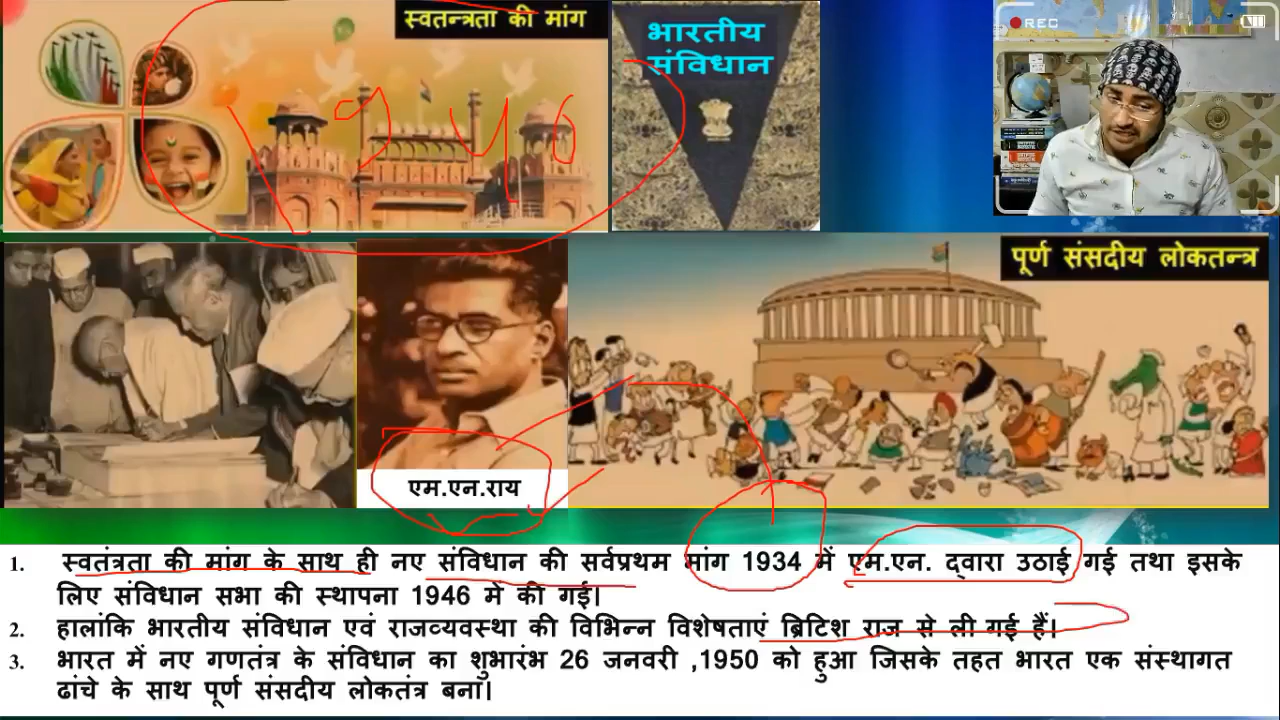 स्वतन्त्रता की मांग
भारतीय
संविधान
REC
1946
पूर्ण संसदीय लोकतन्त्र
एम.एन.राय
1. स्वतंत्रता की मांग के साथ ही नए संविधान की सर्वप्रथम मांग 1934 में एम.एन. द्वारा उठाई गई तथा इसके
लिए संविधान सभा की स्थापना 1946 में की गई।
2. हालांकि भारतीय संविधान एवं राजव्यवस्था की विभिन्न विशेषताएं ब्रिटिश राज से ली गई हैं।
3. भारत में नए गणतंत्र के संविधान का शुभारंभ 26 जनवरी ,1950 को हुआ जिसके तहत भारत एक संस्थागत
ढांचे के साथ पूर्ण संसदीय लोकतंत्र बना।